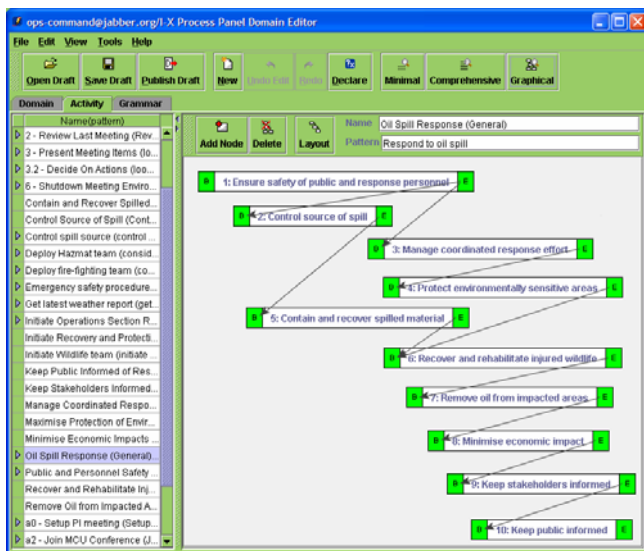 ops-command@jabber.org/I-X Process Panel Domain Editor
File Edit View Tools Help
Open Draft Save Draft Publish Draft New Undo Edit Redo Declare Minimal Comprehensive Graphical
Domain Activity Grammar
Name(pattern)
2 - Review Last Meeting (Rev...
3 - Present Meeting Items (lo...
3.2 - Decide On Actions (loo...
6 - Shutdown Meeting Enviro...
Contain and Recover Spilled...
Control Source of Spill (Cont...
Control spill source (control ...
Deploy Hazmat team (consid...
Deploy fire-fighting team (co...
Emergency safety procedure...
Get latest weather report (get...
Initiate Operations Section R...
Initiate Recovery and Protecti...
Initiate Wildlife team (initiate ...
Keep Public Informed of Res...
Keep Stakeholders Informed...
Manage Coordinated Respo...
Maximise Protection of Envir...
Minimise Economic Impacts ...
Oil Spill Response (General)...
Public and Personnel Safety ...
Recover and Rehabilitate Inj...
Remove Oil from Impacted A...
a0 - Setup PI meeting (Setup...
a2 - Join MCU Conference (J...
Add Node Delete Layout
Name Oil Spill Response (General)
Pattern Respond to oil spill
B 1: Ensure safety of public and response personnel E
B 2: Control source of spill E
B 3: Manage coordinated response effort E
B 4: Protect environmentally sensitive areas E
B 5: Contain and recover spilled material E
B 6: Recover and rehabilitate injured wildlife E
B 7: Remove oil from impacted areas E
B 8: Minimise economic impact E
B 9: Keep stakeholders informed E
B 10: Keep public informed E